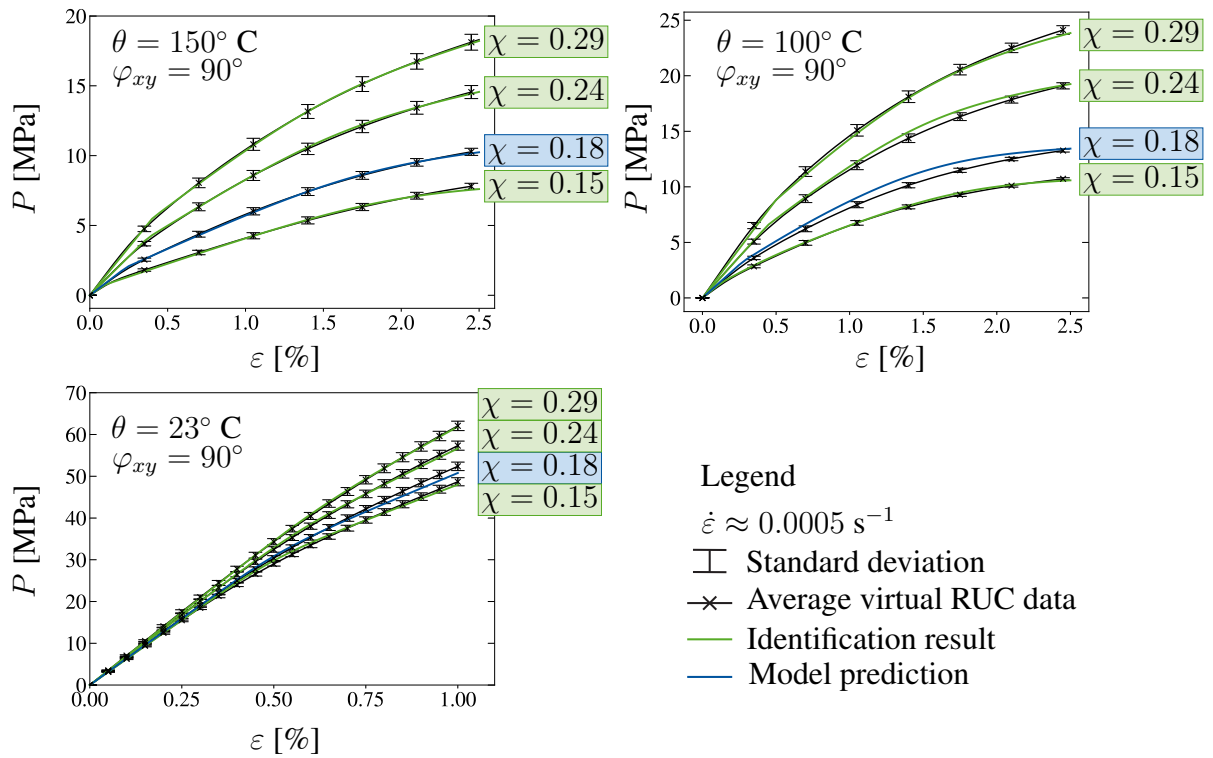 θ = 150° C
φxy = 90°
χ = 0.29
χ = 0.24
χ = 0.18
χ = 0.15
20
15
10
5
0
P [MPa]
0.0 0.5 1.0 1.5 2.0 2.5
ε [%]
θ = 100° C
φxy = 90°
χ = 0.29
χ = 0.24
χ = 0.18
χ = 0.15
25
20
15
10
5
0
P [MPa]
0.0 0.5 1.0 1.5 2.0 2.5
ε [%]
θ = 23° C
φxy = 90°
χ = 0.29
χ = 0.24
χ = 0.18
χ = 0.15
70
60
50
40
30
20
10
0
P [MPa]
0.00 0.25 0.50 0.75 1.00
ε [%]
Legend
ε̇ ≈ 0.0005 s⁻¹
Standard deviation
Average virtual RUC data
Identification result
Model prediction